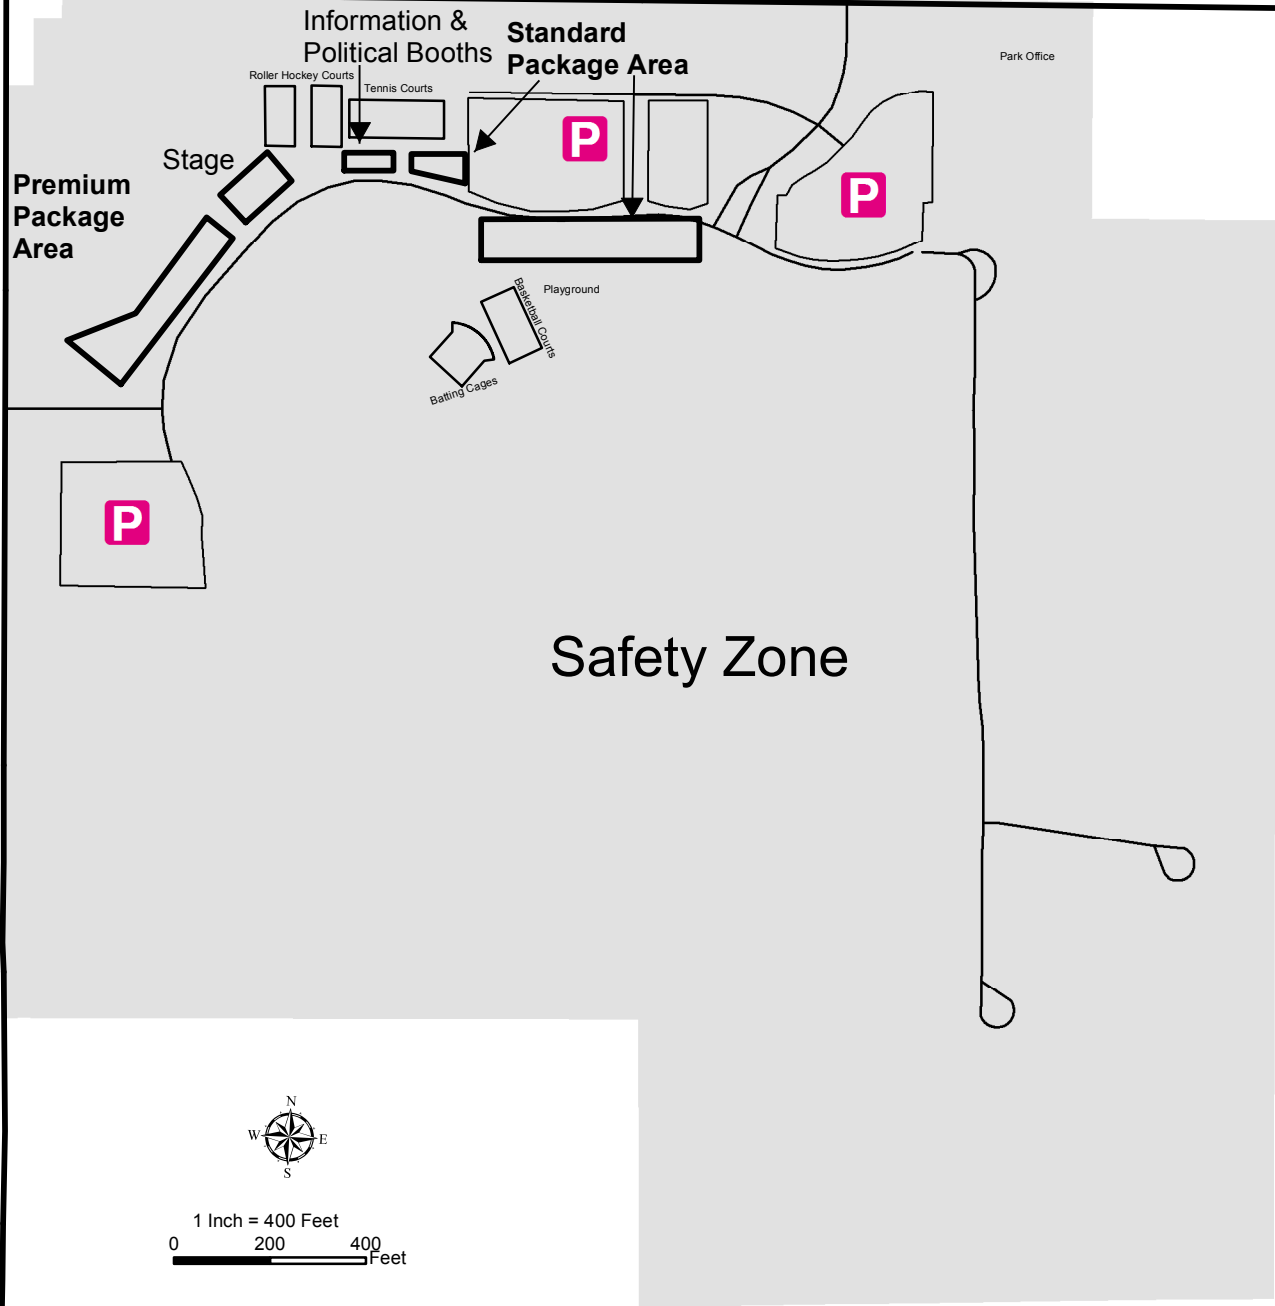 Information &
Political Booths
Standard
Package Area
Park Office
Roller Hockey Courts
Tennis Courts
P
Stage
Premium
Package
Area
P
Playground
Basketball Courts
Batting Cages
P
Safety Zone
N
W E
S
1 Inch = 400 Feet
0 200 400
Feet